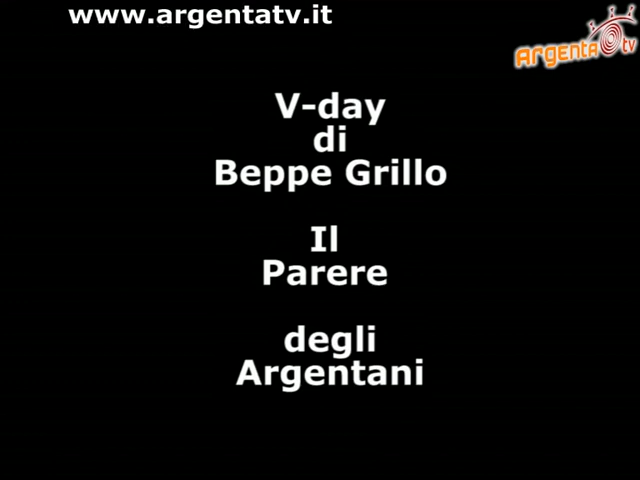 www.argentatv.it
ARGENTA tv
V-day
di
Beppe Grillo
Il
Parere
degli
Argentani